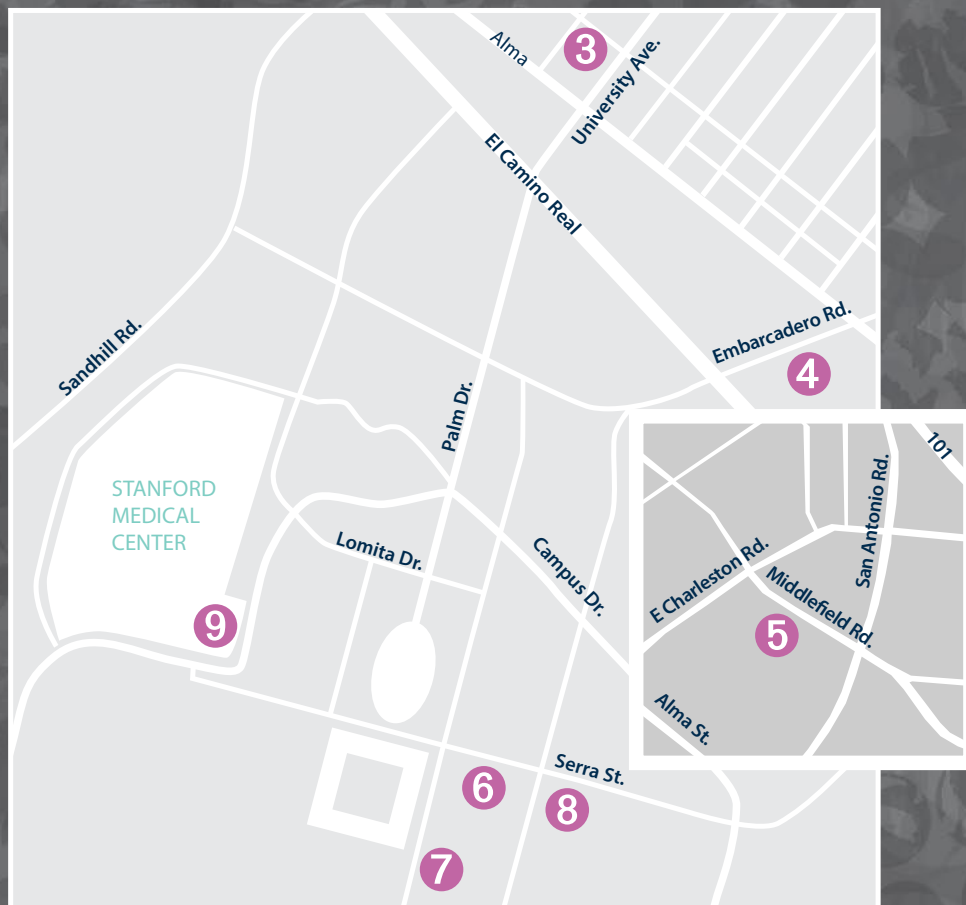 Alma
3
University Ave.
El Camino Real
Sandhill Rd.
Embarcadero Rd.
4
Palm Dr.
101
San Antonio Rd.
STANFORD
MEDICAL
CENTER
Lomita Dr.
Campus Dr.
E Charleston Rd.
Middlefield Rd.
5
9
Alma St.
Serra St.
6
8
7